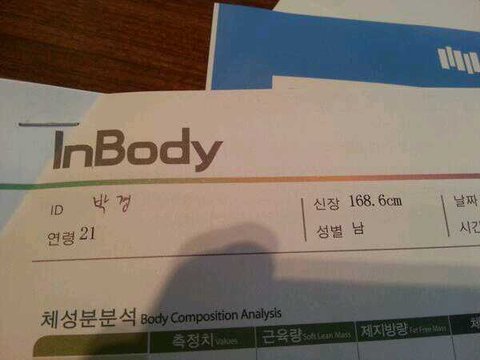 InBody
ID 박경 신장 168.6cm 날짜
연령 21 성별 남 시간
체성분분석 Body Composition Analysis
측정치 Values 근육량 Soft Lean Mass 제지방량 Fat Free Mass